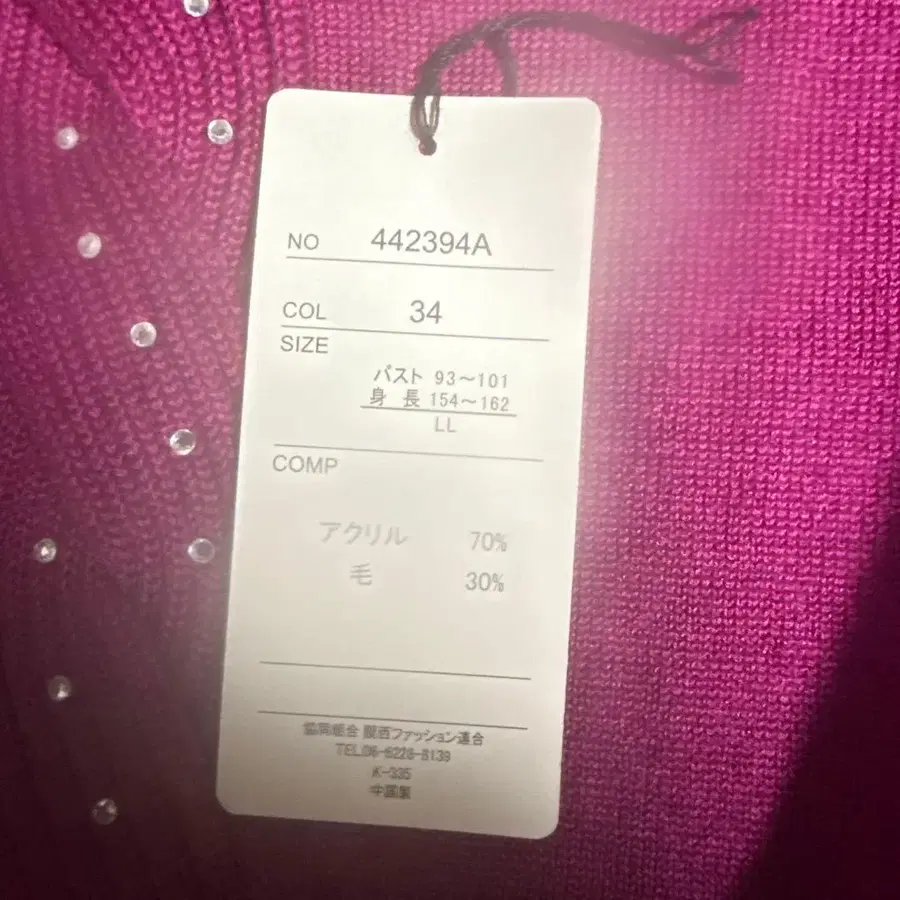 NO 442394A
COL 34
SIZE
バスト 93～101
身 長 154～162
LL
COMP
アクリル 70%
毛 30%
協同組合 関西ファッション連合
TEL.06-6228-8139
K-335
中国製